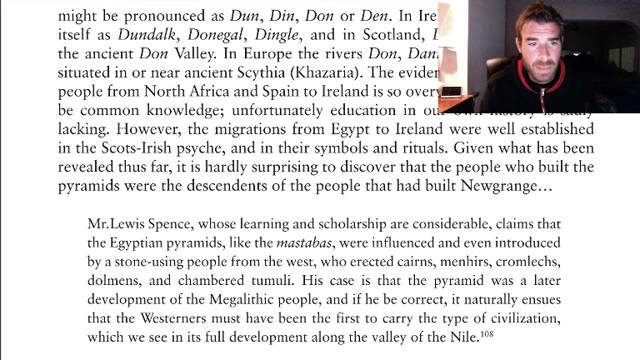 might be pronounced as Dun, Din, Don or Den. In Ire
itself as Dundalk, Donegal, Dingle, and in Scotland,
the ancient Don Valley. In Europe the rivers Don,
situated in or near ancient Scythia (Khazaria). The
people from North Africa and Spain to Ireland is so
be common knowledge; unfortunately education in our own history is sadly
lacking. However, the migrations from Egypt to Ireland were well established
in the Scots-Irish psyche, and in their symbols and rituals. Given what has been
revealed thus far, it is hardly surprising to discover that the people who built the
pyramids were the descendents of the people that had built Newgrange…
Mr.Lewis Spence, whose learning and scholarship are considerable, claims that
the Egyptian pyramids, like the mastabas, were influenced and even introduced
by a stone-using people from the west, who erected cairns, menhirs, cromlechs,
dolmens, and chambered tumuli. His case is that the pyramid was a later
development of the Megalithic people, and if he be correct, it naturally ensues
that the Westerners must have been the first to carry the type of civilization,
which we see in its full development along the valley of the Nile.108